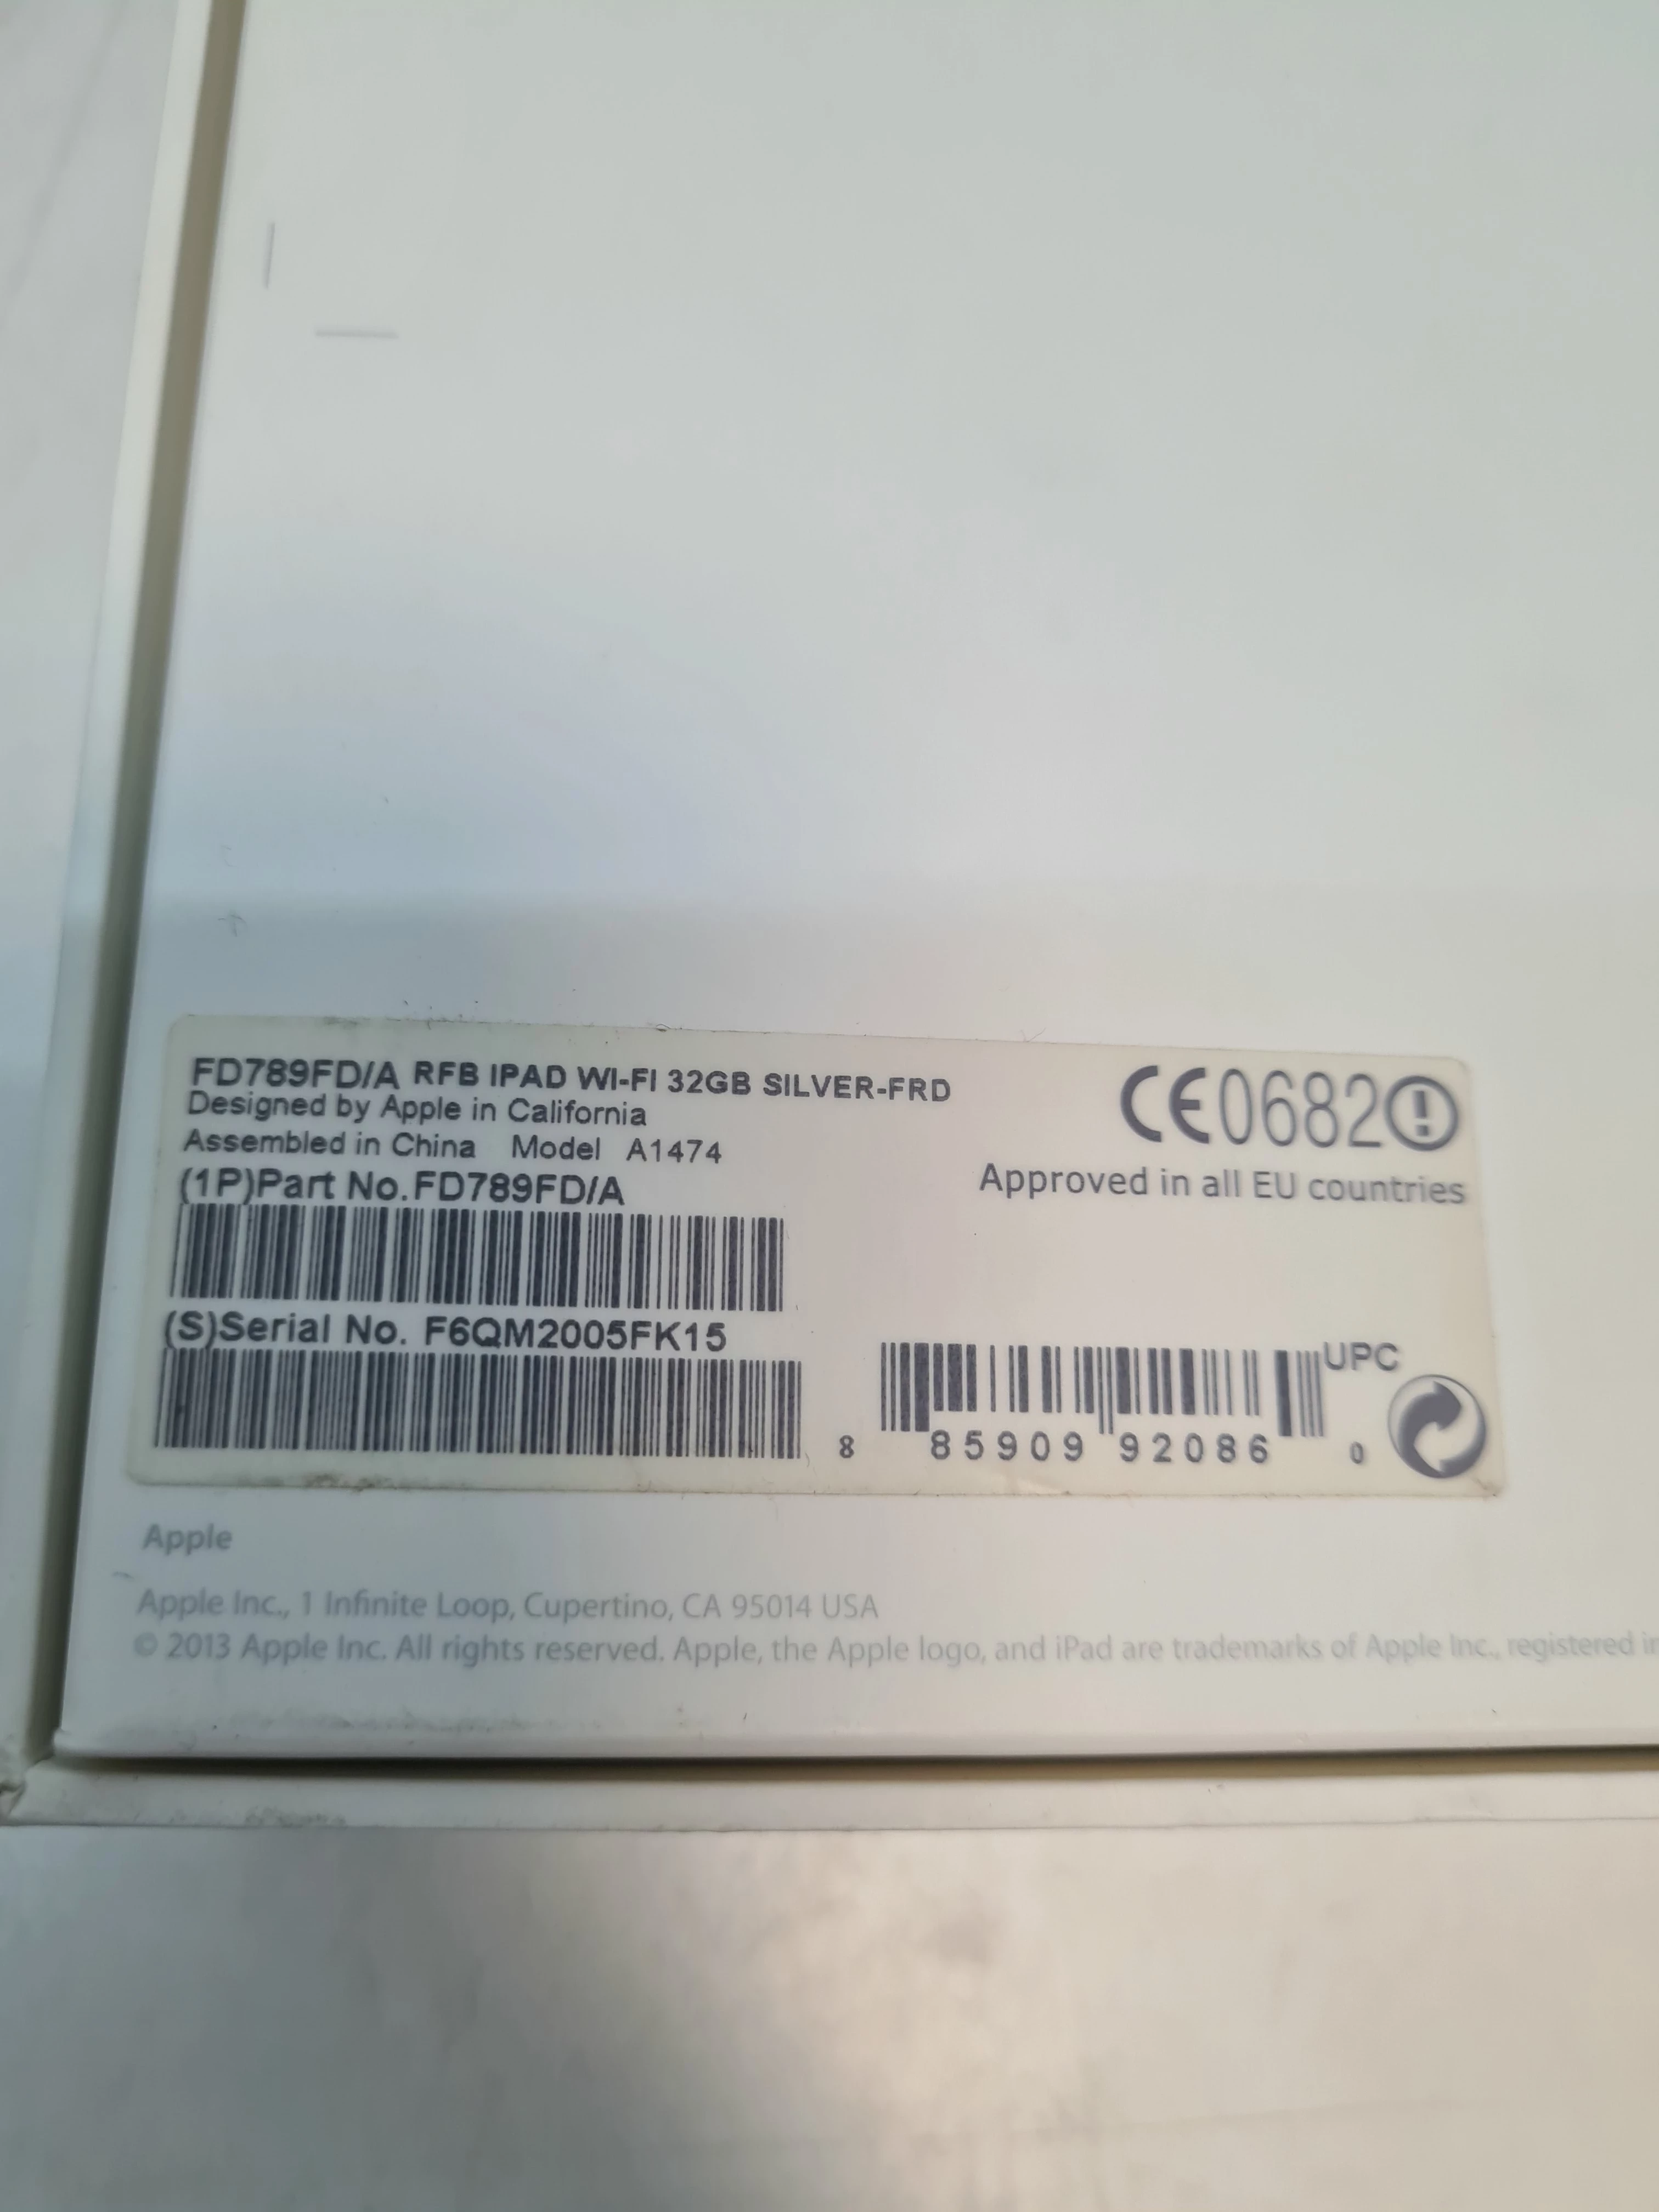 FD789FD/A RFB IPAD WI-FI 32GB SILVER-FRD
Designed by Apple in California
Assembled in China Model A1474
(1P)Part No.FD789FD/A
(S)Serial No. F6QM2005FK15
CE0682
Approved in all EU countries
UPC
8 85909 92086 0
Apple
Apple Inc., 1 Infinite Loop, Cupertino, CA 95014 USA
© 2013 Apple Inc. All rights reserved. Apple, the Apple logo, and iPad are trademarks of Apple Inc., registered in